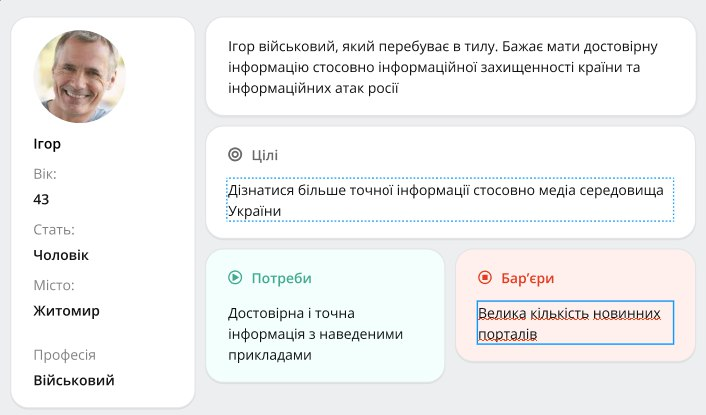 Ігор
Вік:
43
Стать:
Чоловік
Місто:
Житомир
Професія
Військовий
Ігор військовий, який перебуває в тилу. Бажає мати достовірну
інформацію стосовно інформаційної захищенності країни та
інформаційних атак росії
Цілі
Дізнатися більше точної інформації стосовно медіа середовища
України
Потреби
Достовірна і точна
інформація з наведеними
прикладами
Бар’єри
Велика кількість новинних
порталів